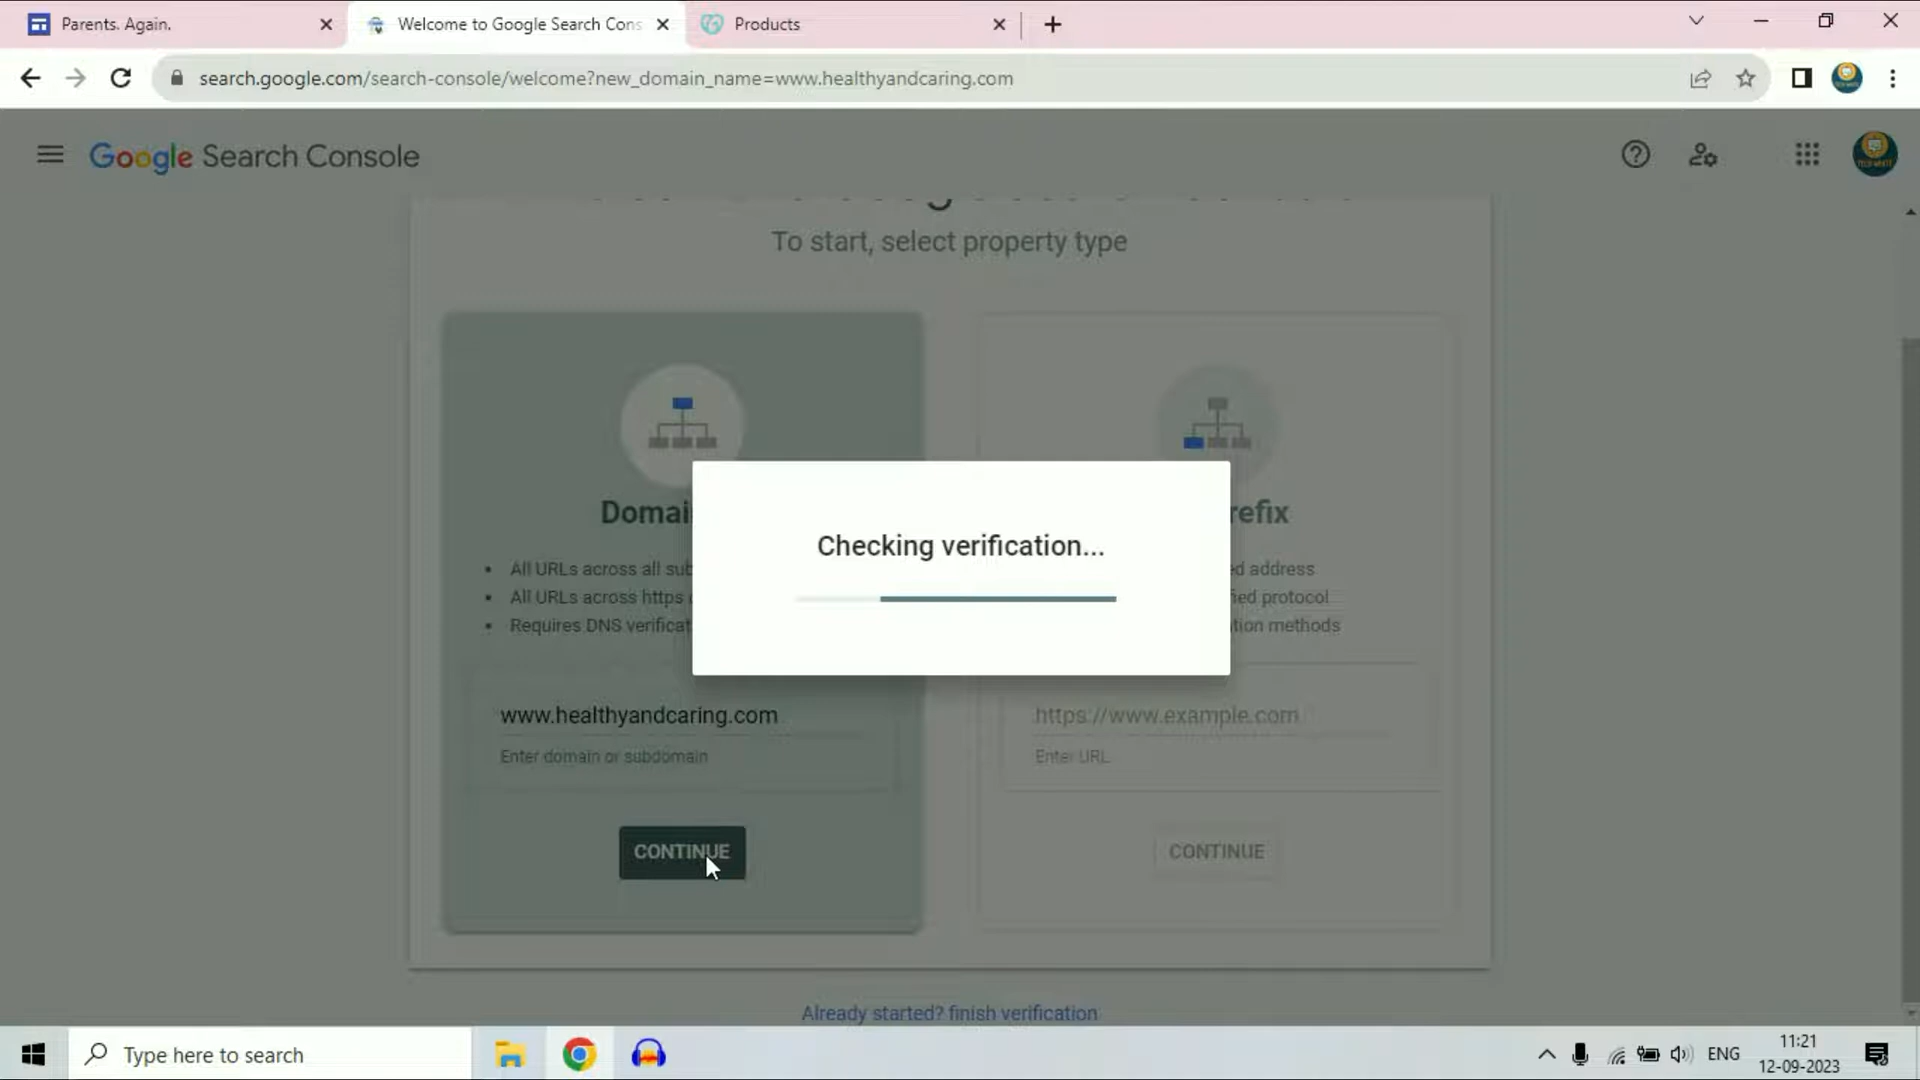 Parents. Again.
Welcome to Google Search Cons
Products
search.google.com/search-console/welcome?new_domain_name=www.healthyandcaring.com
Google Search Console
To start, select property type
Domai
refix
All URLs across all sub
All URLs across https
Requires DNS verificat
ed address
fied protocol
tion methods
Checking verification...
www.healthyandcaring.com
Enter domain or subdomain
https://www.example.com
Enter URL
CONTINUE
CONTINUE
Already started? finish verification
Type here to search
ENG
11:21
12-09-2023